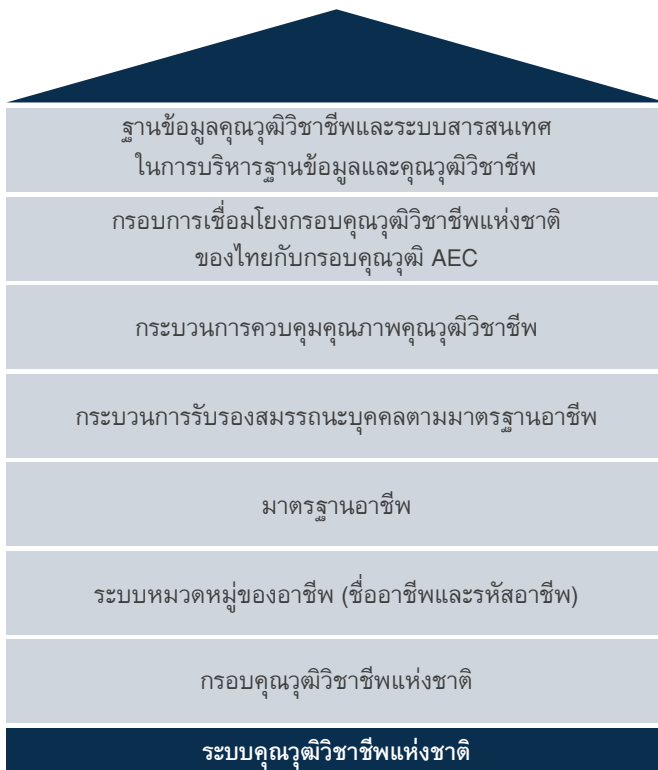 ฐานข้อมูลคุณวุฒิวิชาชีพและระบบสารสนเทศ
ในการบริหารฐานข้อมูลและคุณวุฒิวิชาชีพ
กรอบการเชื่อมโยงกรอบคุณวุฒิวิชาชีพแห่งชาติ
ของไทยกับกรอบคุณวุฒิ AEC
กระบวนการควบคุมคุณภาพคุณวุฒิวิชาชีพ
กระบวนการรับรองสมรรถนะบุคคลตามมาตรฐานอาชีพ
มาตรฐานอาชีพ
ระบบหมวดหมู่ของอาชีพ (ชื่ออาชีพและรหัสอาชีพ)
กรอบคุณวุฒิวิชาชีพแห่งชาติ
ระบบคุณวุฒิวิชาชีพแห่งชาติ